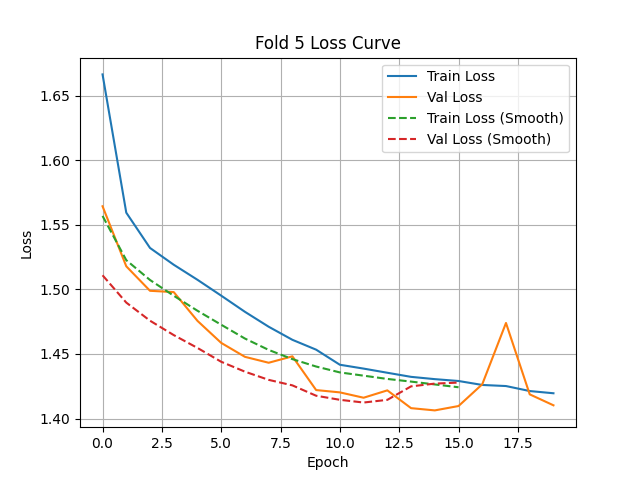 Fold 5 Loss Curve
Train Loss
Val Loss
Train Loss (Smooth)
Val Loss (Smooth)
Loss
1.65
1.60
1.55
1.50
1.45
1.40
0.0 2.5 5.0 7.5 10.0 12.5 15.0 17.5
Epoch